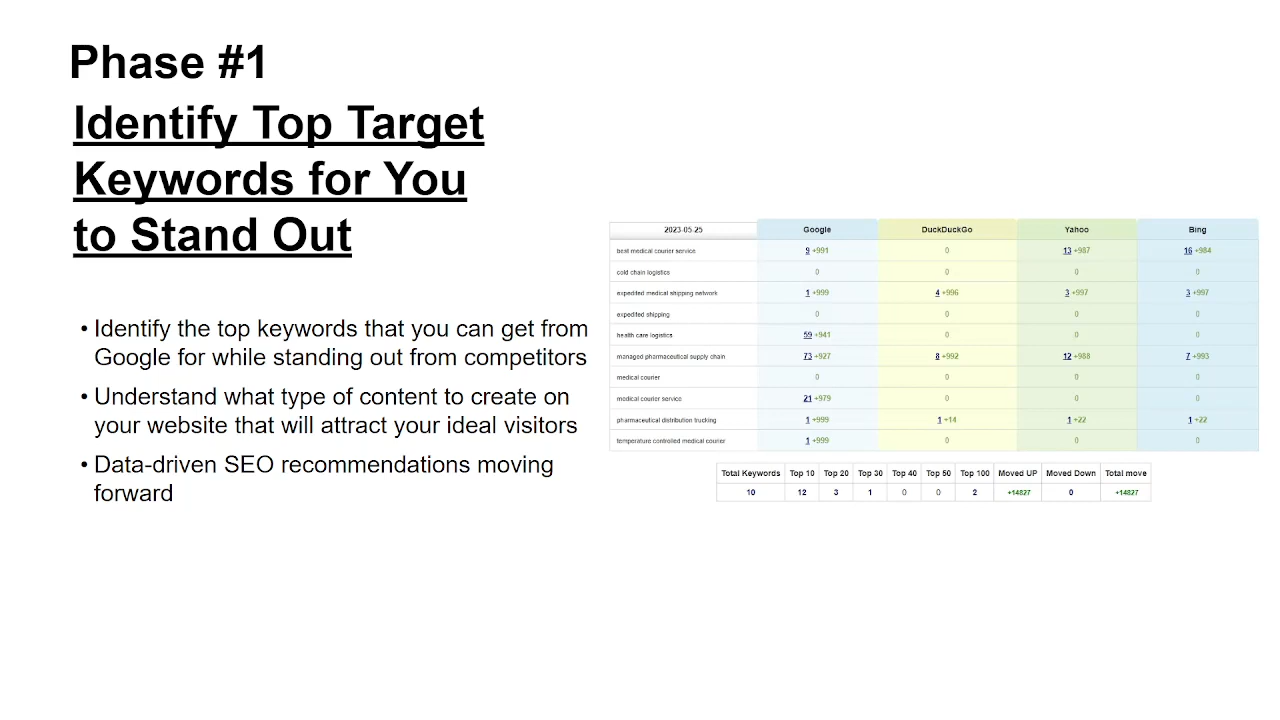 Phase #1
Identify Top Target
Keywords for You
to Stand Out
• Identify the top keywords that you can get from
Google for while standing out from competitors
• Understand what type of content to create on
your website that will attract your ideal visitors
• Data-driven SEO recommendations moving
forward
2023-05-25 Google DuckDuckGo Yahoo Bing
best medical courier service 9 +991 0 13 +987 16 +984
cold chain logistics 0 0 0 0
expedited medical shipping network 1 +999 4 +996 3 +997 3 +997
expedited shipping 0 0 0 0
health care logistics 59 +941 0 0 0
managed pharmaceutical supply chain 73 +927 8 +992 12 +988 7 +993
medical courier 0 0 0 0
medical courier service 21 +979 0 0 0
pharmaceutical distribution trucking 1 +999 1 +14 1 +22 1 +22
temperature controlled medical courier 1 +999 0 0 0
Total Keywords Top 10 Top 20 Top 30 Top 40 Top 50 Top 100 Moved UP Moved Down Total move
10 12 3 1 0 0 2 +14827 0 +14827